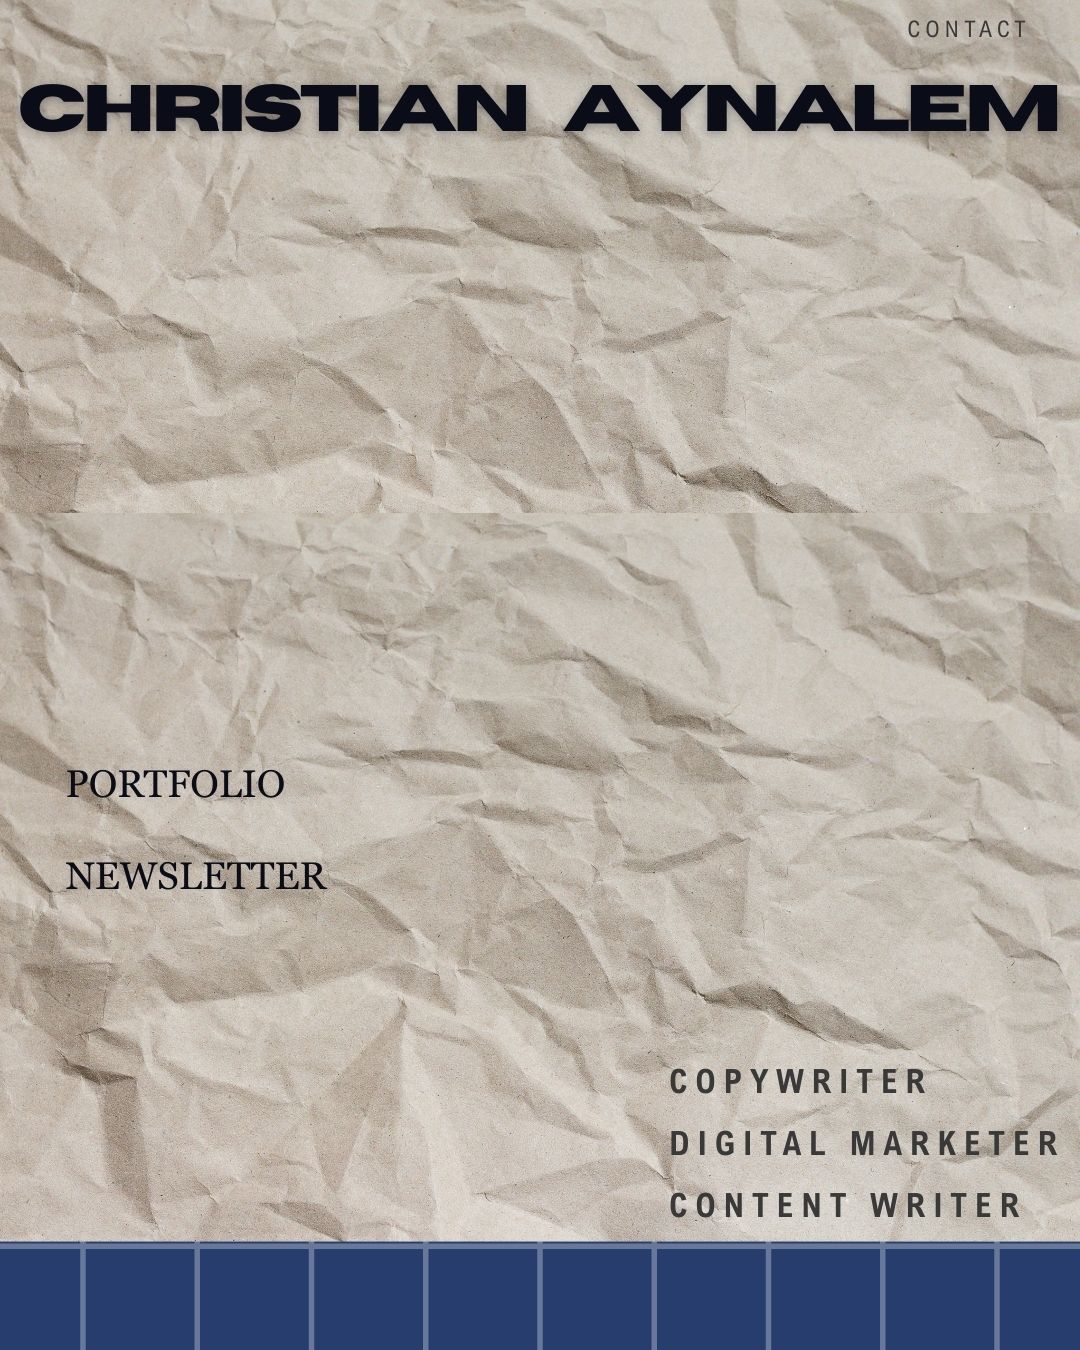 CONTACT
CHRISTIAN AYNALEM
PORTFOLIO
NEWSLETTER
COPYWRITER
DIGITAL MARKETER
CONTENT WRITER